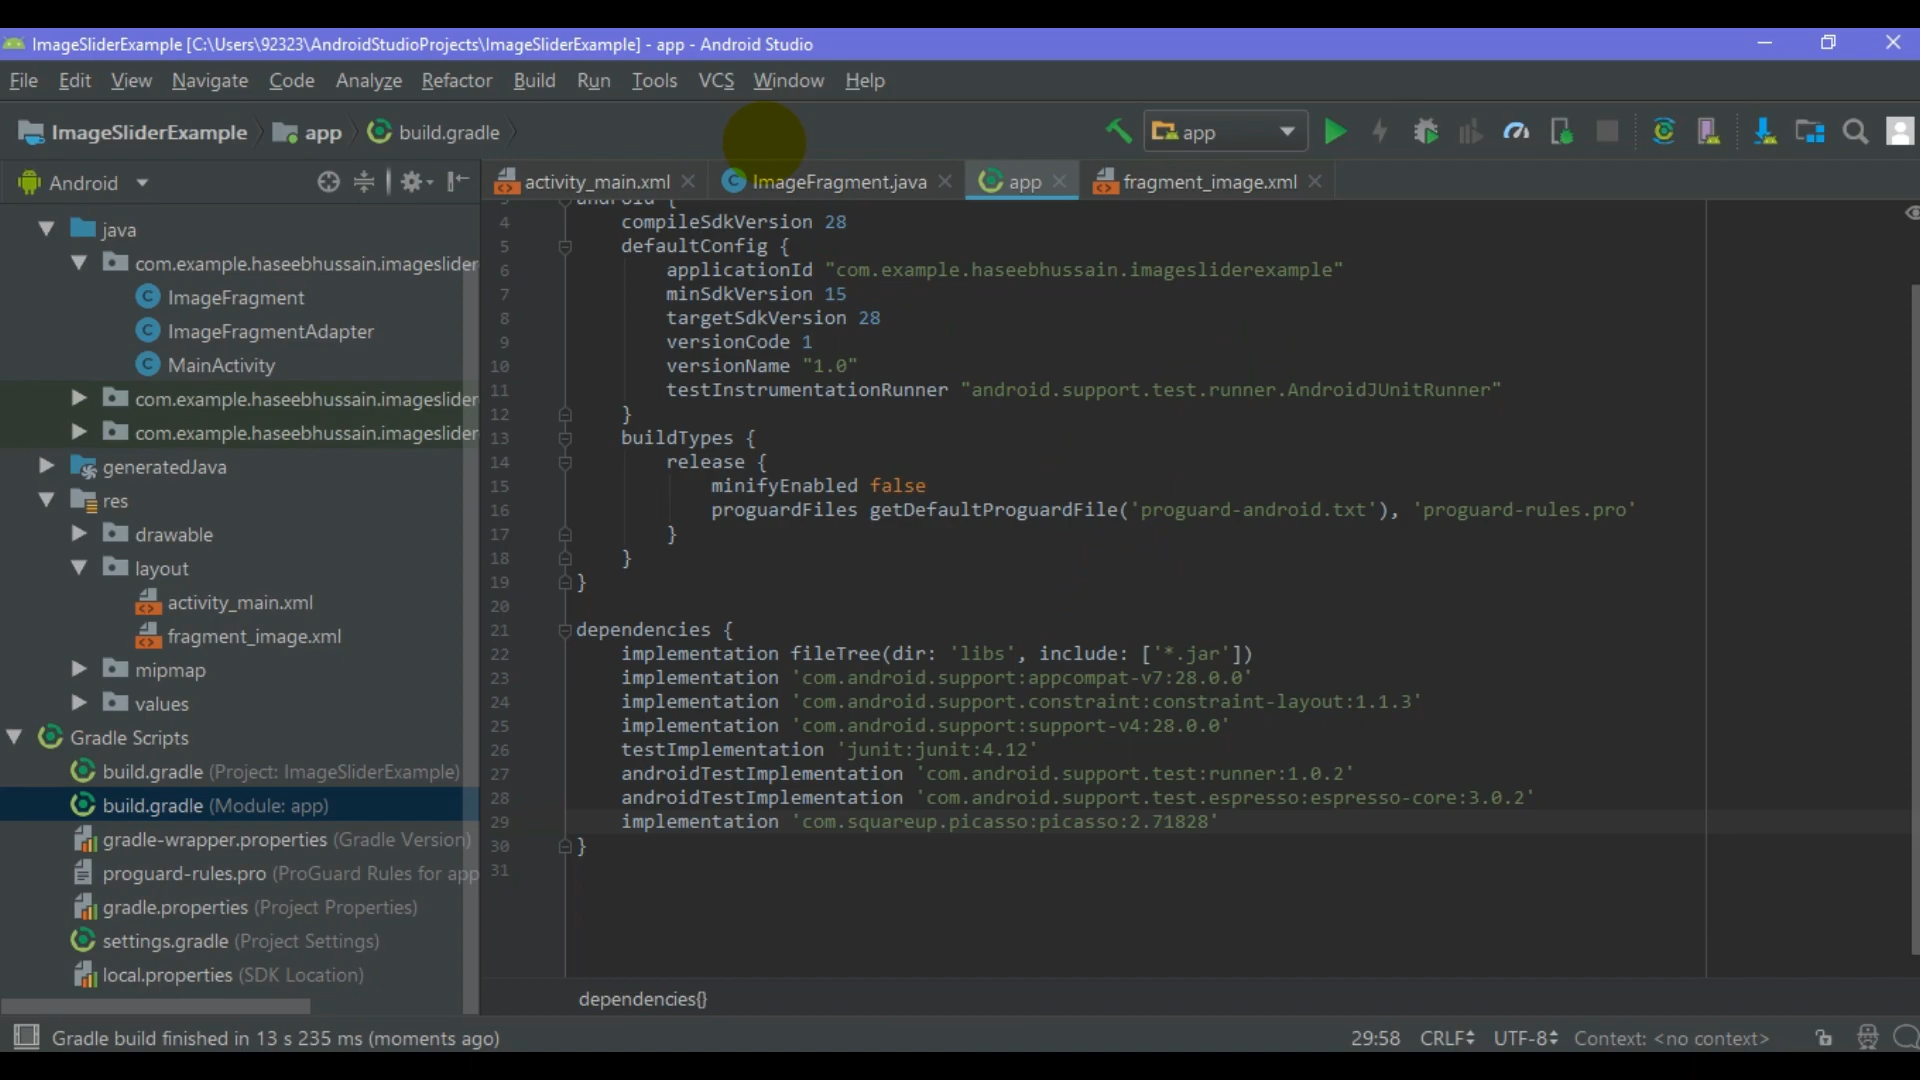 ImageSliderExample [C:\Users\92323\AndroidStudioProjects\ImageSliderExample] - app - Android Studio
File Edit View Navigate Code Analyze Refactor Build Run Tools VCS Window Help
ImageSliderExample app build.gradle
app
Android
activity_main.xml ImageFragment.java app fragment_image.xml
java
com.example.haseebhussain.imageslider
ImageFragment
ImageFragmentAdapter
MainActivity
com.example.haseebhussain.imageslider
com.example.haseebhussain.imageslider
generatedJava
res
drawable
layout
activity_main.xml
fragment_image.xml
mipmap
values
Gradle Scripts
build.gradle (Project: ImageSliderExample)
build.gradle (Module: app)
gradle-wrapper.properties (Gradle Version)
proguard-rules.pro (ProGuard Rules for app
gradle.properties (Project Properties)
settings.gradle (Project Settings)
local.properties (SDK Location)
3 android {
4 compileSdkVersion 28
5 defaultConfig {
6 applicationId "com.example.haseebhussain.imagesliderexample"
7 minSdkVersion 15
8 targetSdkVersion 28
9 versionCode 1
10 versionName "1.0"
11 testInstrumentationRunner "android.support.test.runner.AndroidJUnitRunner"
12 }
13 buildTypes {
14 release {
15 minifyEnabled false
16 proguardFiles getDefaultProguardFile('proguard-android.txt'), 'proguard-rules.pro'
17 }
18 }
19 }
20
21 dependencies {
22 implementation fileTree(dir: 'libs', include: ['*.jar'])
23 implementation 'com.android.support:appcompat-v7:28.0.0'
24 implementation 'com.android.support.constraint:constraint-layout:1.1.3'
25 implementation 'com.android.support:support-v4:28.0.0'
26 testImplementation 'junit:junit:4.12'
27 androidTestImplementation 'com.android.support.test:runner:1.0.2'
28 androidTestImplementation 'com.android.support.test.espresso:espresso-core:3.0.2'
29 implementation 'com.squareup.picasso:picasso:2.71828'
30 }
31
dependencies{}
Gradle build finished in 13 s 235 ms (moments ago)
29:58 CRLF UTF-8 Context: <no context>